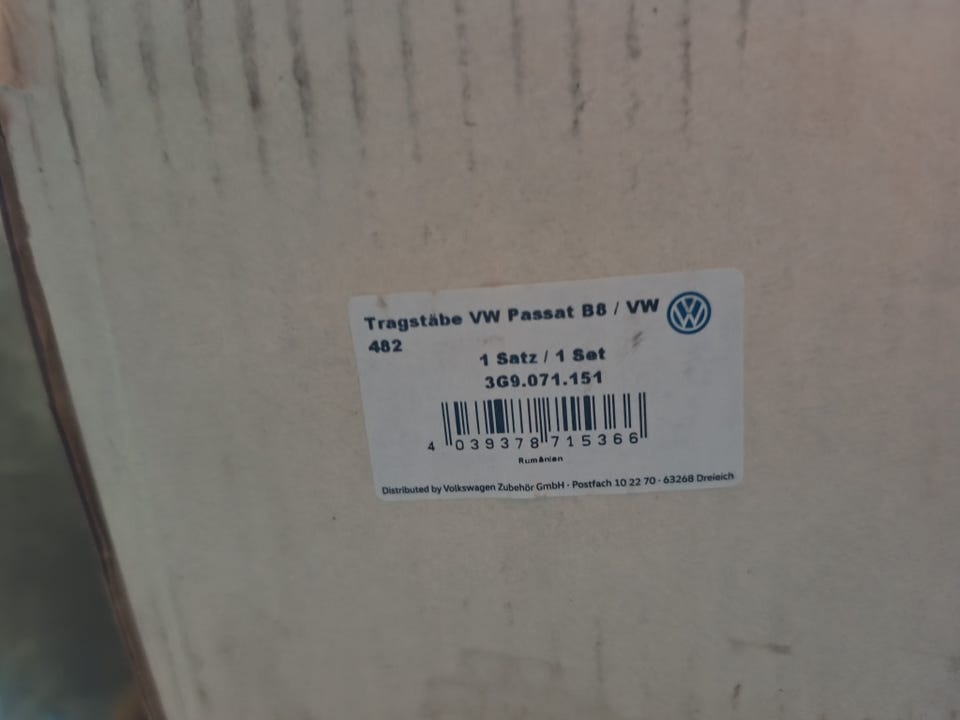 Tragstäbe VW Passat B8 / VW
482
1 Satz / 1 Set
3G9.071.151
4 039378 715366
Rumänien
Distributed by Volkswagen Zubehör GmbH · Postfach 10 22 70 · 63268 Dreieich